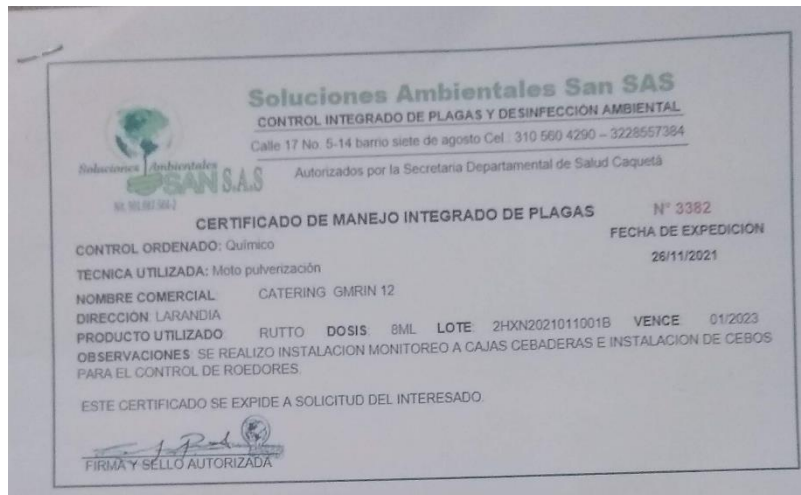 Soluciones Ambientales San SAS
CONTROL INTEGRADO DE PLAGAS Y DESINFECCIÓN AMBIENTAL
Calle 17 No. 5-14 barrio siete de agosto Cel.: 310 560 4290 – 3228557384
Autorizados por la Secretaria Departamental de Salud Caquetá
Soluciones Ambientales
SAN S.A.S
CERTIFICADO DE MANEJO INTEGRADO DE PLAGAS
N° 3382
CONTROL ORDENADO: Químico
FECHA DE EXPEDICIÓN
TECNICA UTILIZADA: Moto pulverización
26/11/2021
NOMBRE COMERCIAL: CATERING GMRIN 12
DIRECCIÓN: LARANDIA
PRODUCTO UTILIZADO: RUTTO DOSIS: 8ML LOTE: 2HXN2021011001B VENCE: 01/2023
OBSERVACIONES: SE REALIZO INSTALACION MONITOREO A CAJAS CEBADERAS E INSTALACION DE CEBOS
PARA EL CONTROL DE ROEDORES.
ESTE CERTIFICADO SE EXPIDE A SOLICITUD DEL INTERESADO.
FIRMA Y SELLO AUTORIZADA